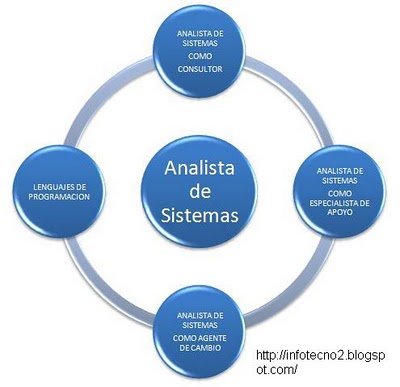 ANALISTA DE
SISTEMAS
COMO
CONSULTOR
Analista
de
Sistemas
LENGUAJES DE
PROGRAMACION
ANALISTA DE
SISTEMAS
COMO
ESPECIALISTA DE
APOYO
ANALISTA DE
SISTEMAS
COMO AGENTE
DE CAMBIO
http://infotecno2.blogsp
ot.com/